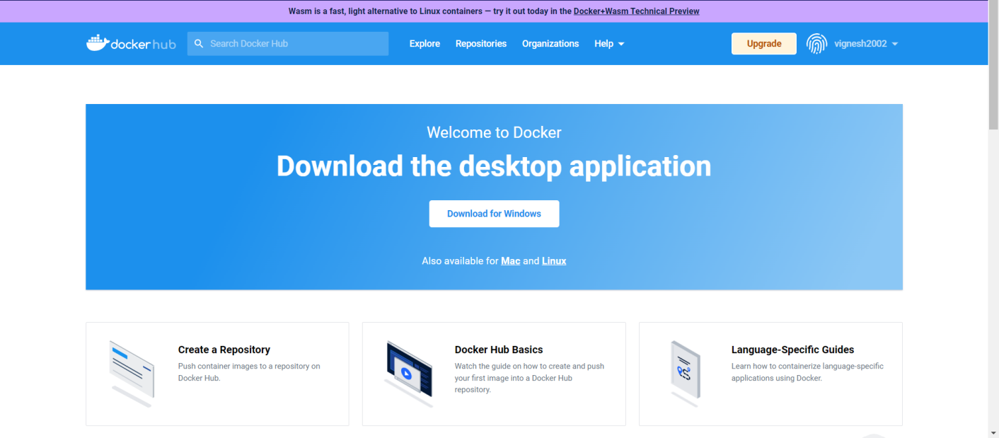 Wasm is a fast, light alternative to Linux containers — try it out today in the Docker+Wasm Technical Preview
docker hub
Search Docker Hub
Explore
Repositories
Organizations
Help
Upgrade
vignesh2002
Welcome to Docker
Download the desktop application
Download for Windows
Also available for Mac and Linux
Create a Repository
Push container images to a repository on
Docker Hub.
Docker Hub Basics
Watch the guide on how to create and push
your first image into a Docker Hub
repository.
Language-Specific Guides
Learn how to containerize language-specific
applications using Docker.